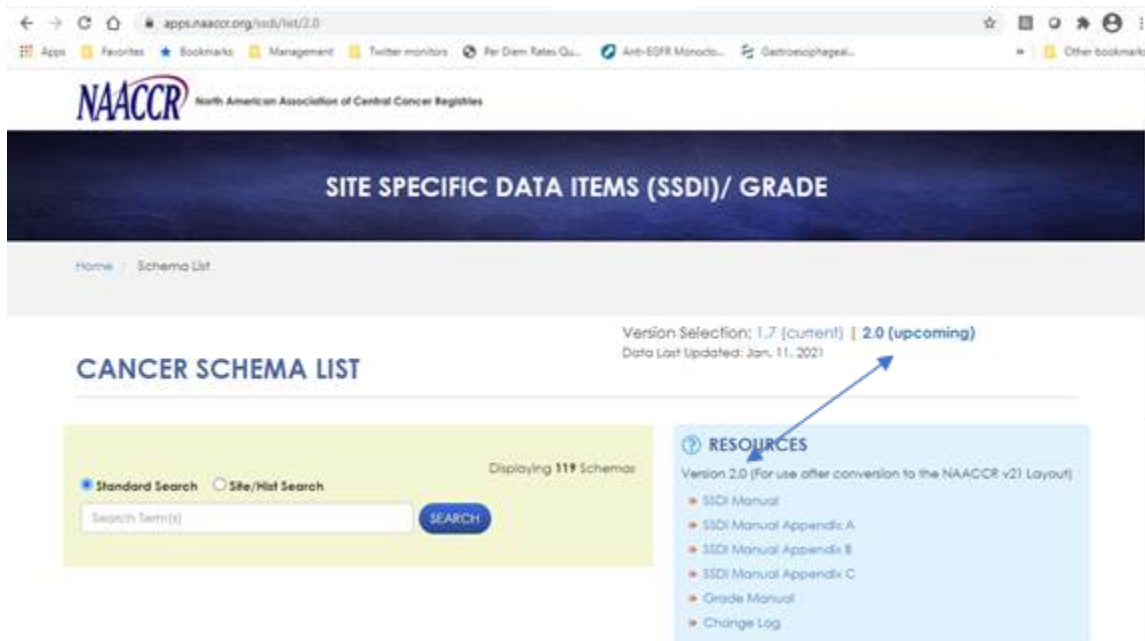 apps.naaccr.org/ssdi/list/2.0
Apps Favorites Bookmarks Management Twitter monitors Per Diem Rates Qu... Anti-EGFR Monoclo... Gastroesophageal... Other bookmarks
NAACCR North American Association of Central Cancer Registries
SITE SPECIFIC DATA ITEMS (SSDI)/ GRADE
Home / Schema List
Version Selection: 1.7 (current) | 2.0 (upcoming)
Data Last Updated: Jan. 11, 2021
CANCER SCHEMA LIST
Displaying 119 Schemas
Standard Search Site/Hist Search
Search Term(s) SEARCH
RESOURCES
Version 2.0 (For use after conversion to the NAACCR v21 Layout)
SSDI Manual
SSDI Manual Appendix A
SSDI Manual Appendix B
SSDI Manual Appendix C
Grade Manual
Change Log